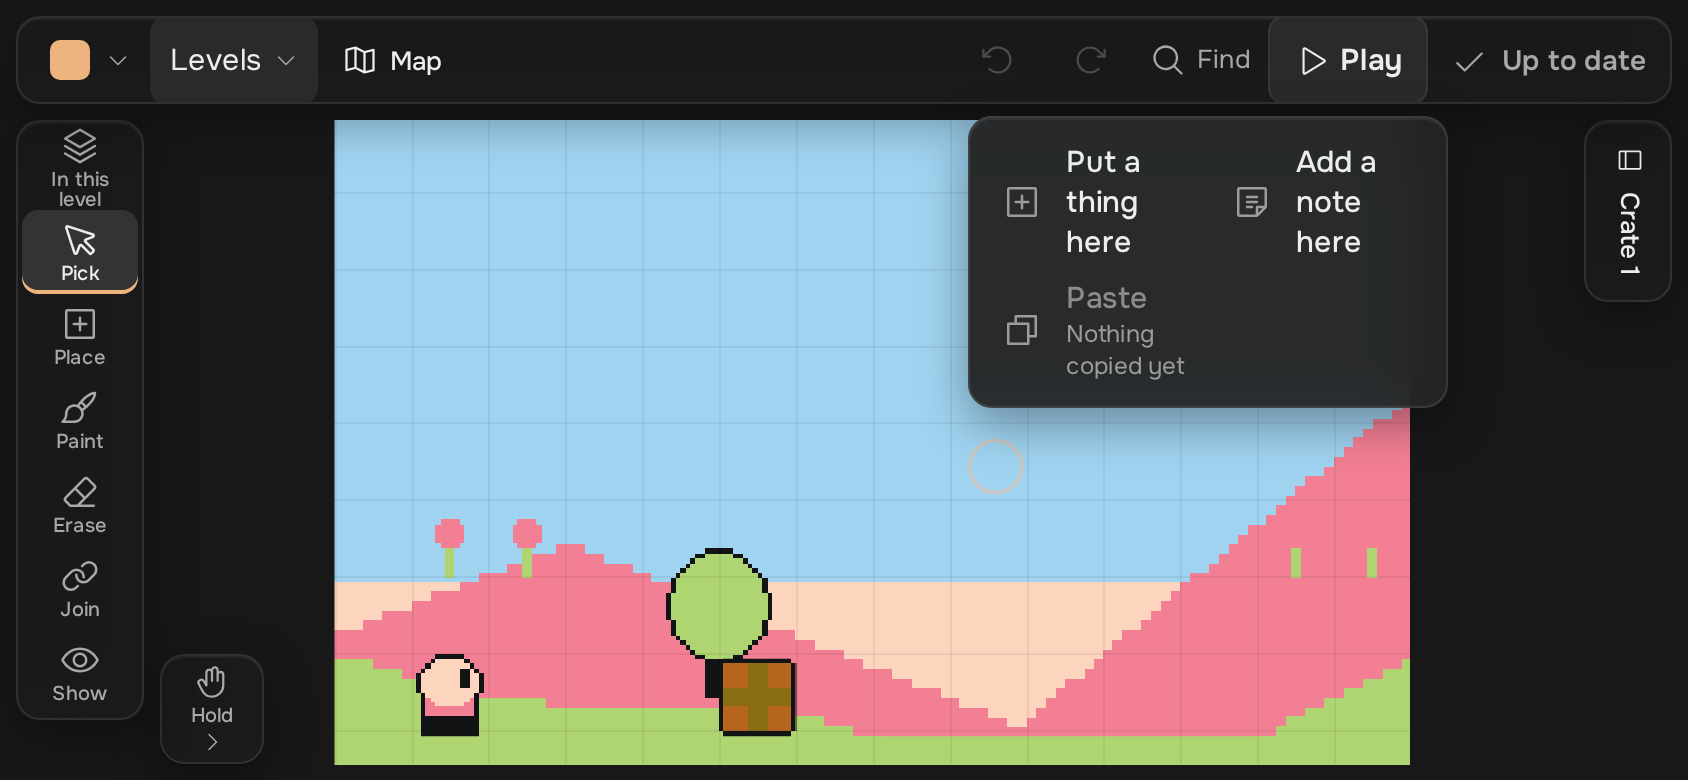 Levels
Map
Find
Play
Up to date
In this
level
Pick
Place
Paint
Erase
Join
Show
Hold
Put a
thing
here
Add a
note
here
Paste
Nothing
copied yet
Crate 1